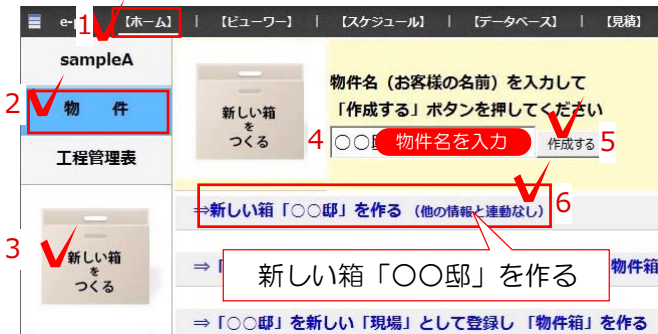 1
【ホーム】 | 【ビューワー】 | 【スケジュール】 | 【データベース】 | 【見積】
sampleA
2
物 件
工程管理表
3
新しい箱
を
つくる
新しい箱
を
つくる
物件名（お客様の名前）を入力して
「作成する」ボタンを押してください
4
〇〇
物件名を入力
作成する
5
⇒新しい箱「〇〇邸」を作る (他の情報と連動なし)
6
新しい箱「〇〇邸」を作る
⇒「
物件箱
⇒「〇〇邸」を新しい「現場」として登録し 「物件箱」を作る